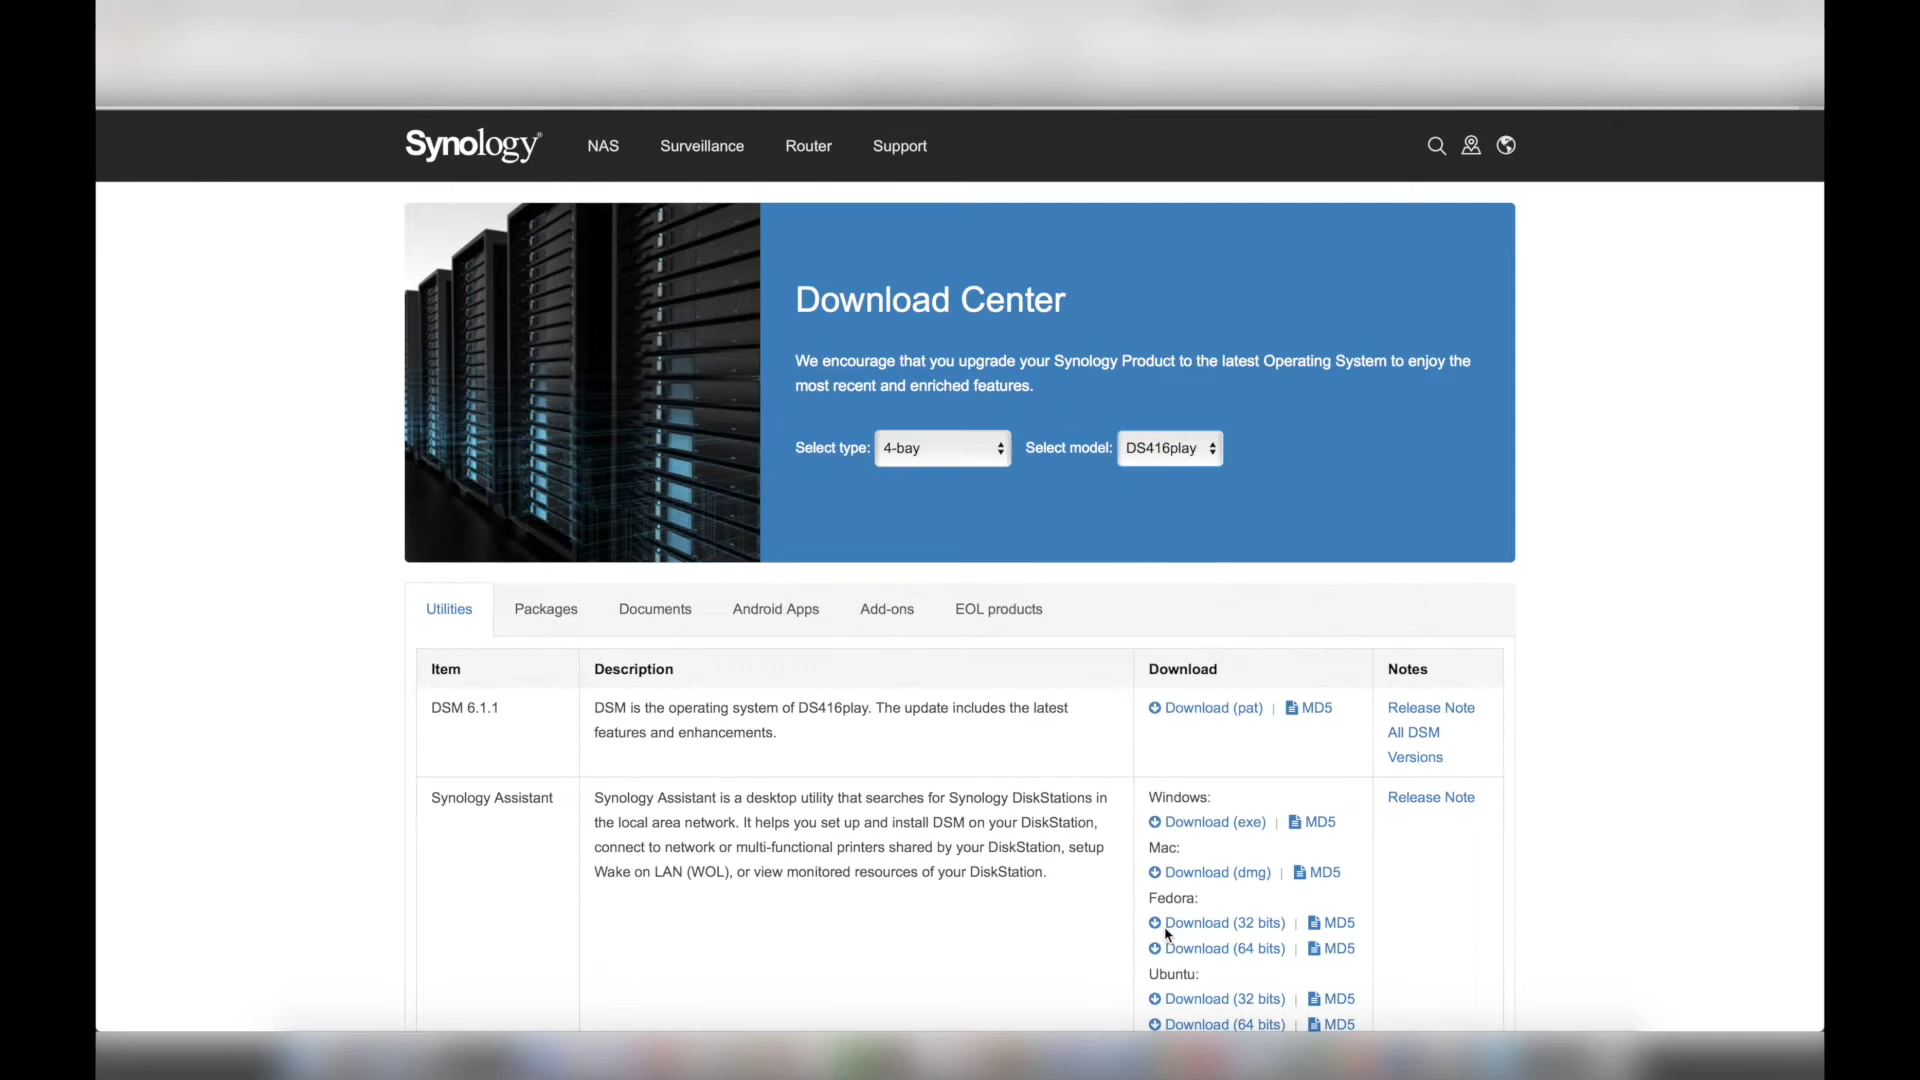 Synology® NAS Surveillance Router Support
Download Center
We encourage that you upgrade your Synology Product to the latest Operating System to enjoy the
most recent and enriched features.
Select type: 4-bay Select model: DS416play
Utilities Packages Documents Android Apps Add-ons EOL products
Item Description Download Notes
DSM 6.1.1
DSM is the operating system of DS416play. The update includes the latest
features and enhancements.
Download (pat) | MD5
Release Note
All DSM
Versions
Synology Assistant
Synology Assistant is a desktop utility that searches for Synology DiskStations in
the local area network. It helps you set up and install DSM on your DiskStation,
connect to network or multi-functional printers shared by your DiskStation, setup
Wake on LAN (WOL), or view monitored resources of your DiskStation.
Windows:
Download (exe) | MD5
Mac:
Download (dmg) | MD5
Fedora:
Download (32 bits) | MD5
Download (64 bits) | MD5
Ubuntu:
Download (32 bits) | MD5
Download (64 bits) | MD5
Release Note